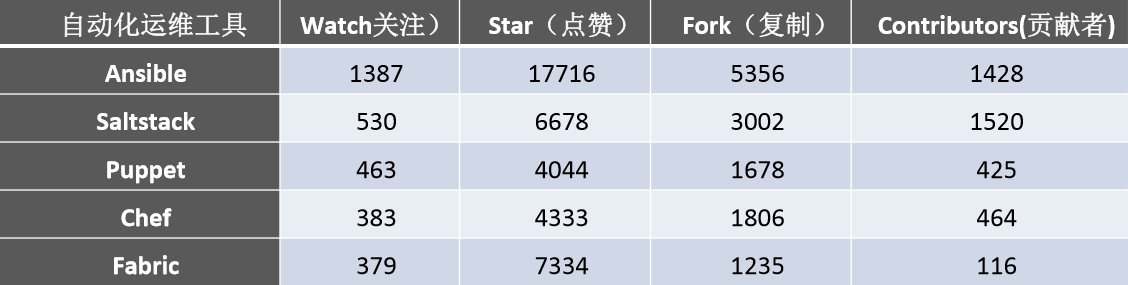 自动化运维工具 Watch关注） Star（点赞） Fork（复制） Contributors(贡献者)
Ansible 1387 17716 5356 1428
Saltstack 530 6678 3002 1520
Puppet 463 4044 1678 425
Chef 383 4333 1806 464
Fabric 379 7334 1235 116